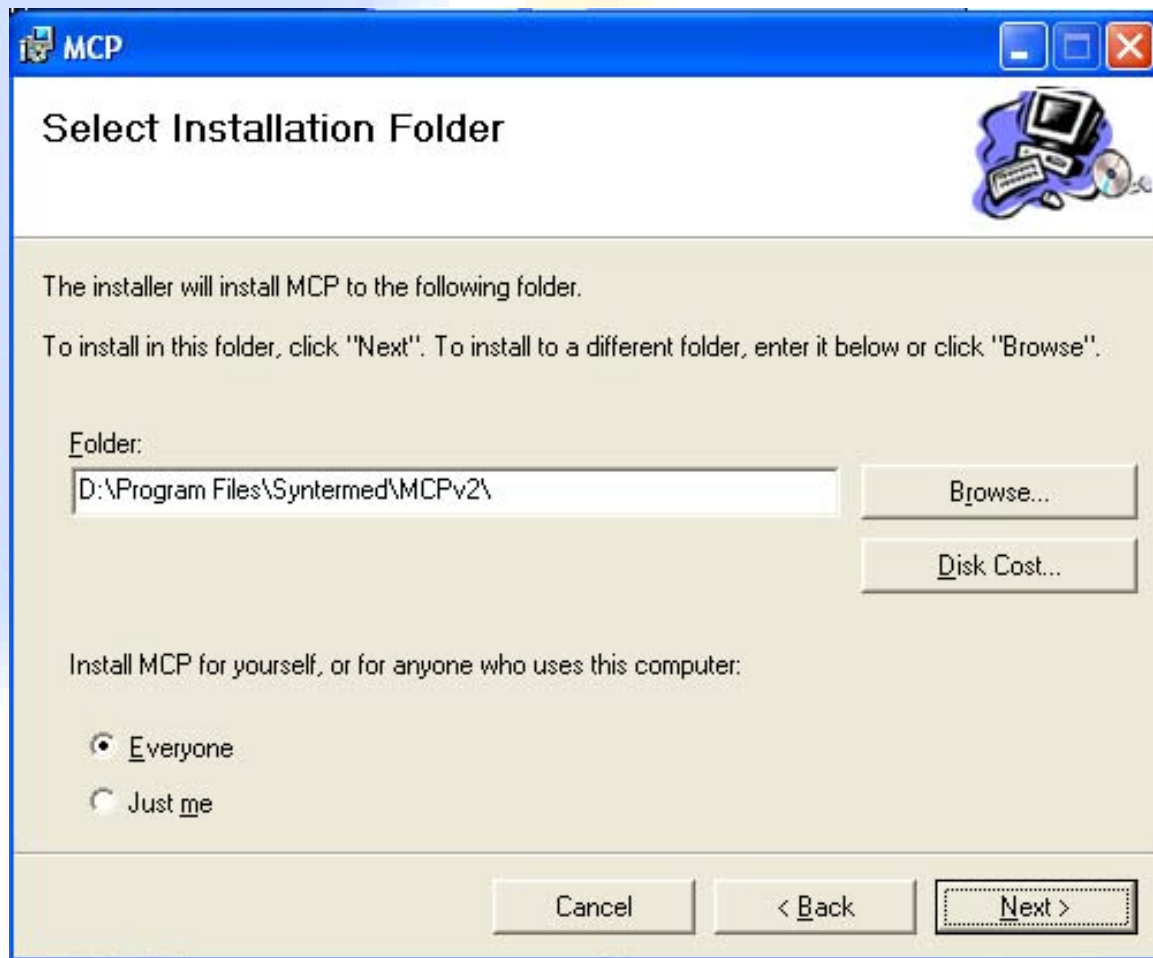 MCP
Select Installation Folder
The installer will install MCP to the following folder.
To install in this folder, click "Next". To install to a different folder, enter it below or click "Browse".
Folder:
D:\Program Files\Syntermed\MCPv2\
Browse...
Disk Cost...
Install MCP for yourself, or for anyone who uses this computer:
Everyone
Just me
Cancel
< Back
Next >